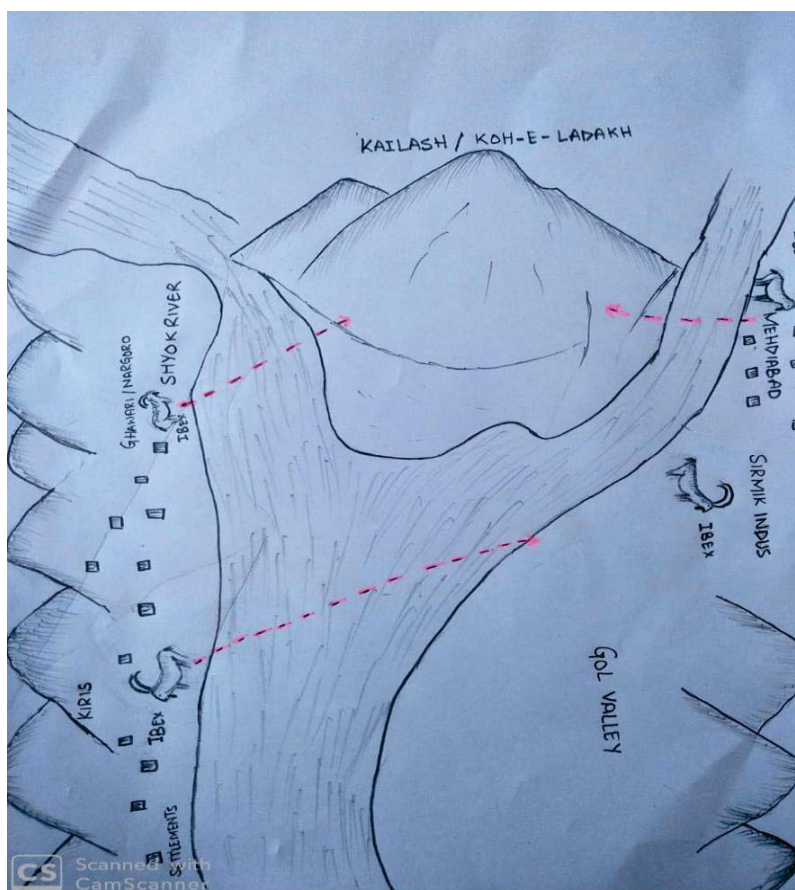 KAILASH / KOH-E-LADAKH
SHYOK RIVER
GHANARI/NARGORO
IBEX
MEHDIABAD
SIRMIK INDUS
IBEX
GOL VALLEY
KIRIS
IBEX
SETTLEMENTS
CS
Scanned with
CamScanner